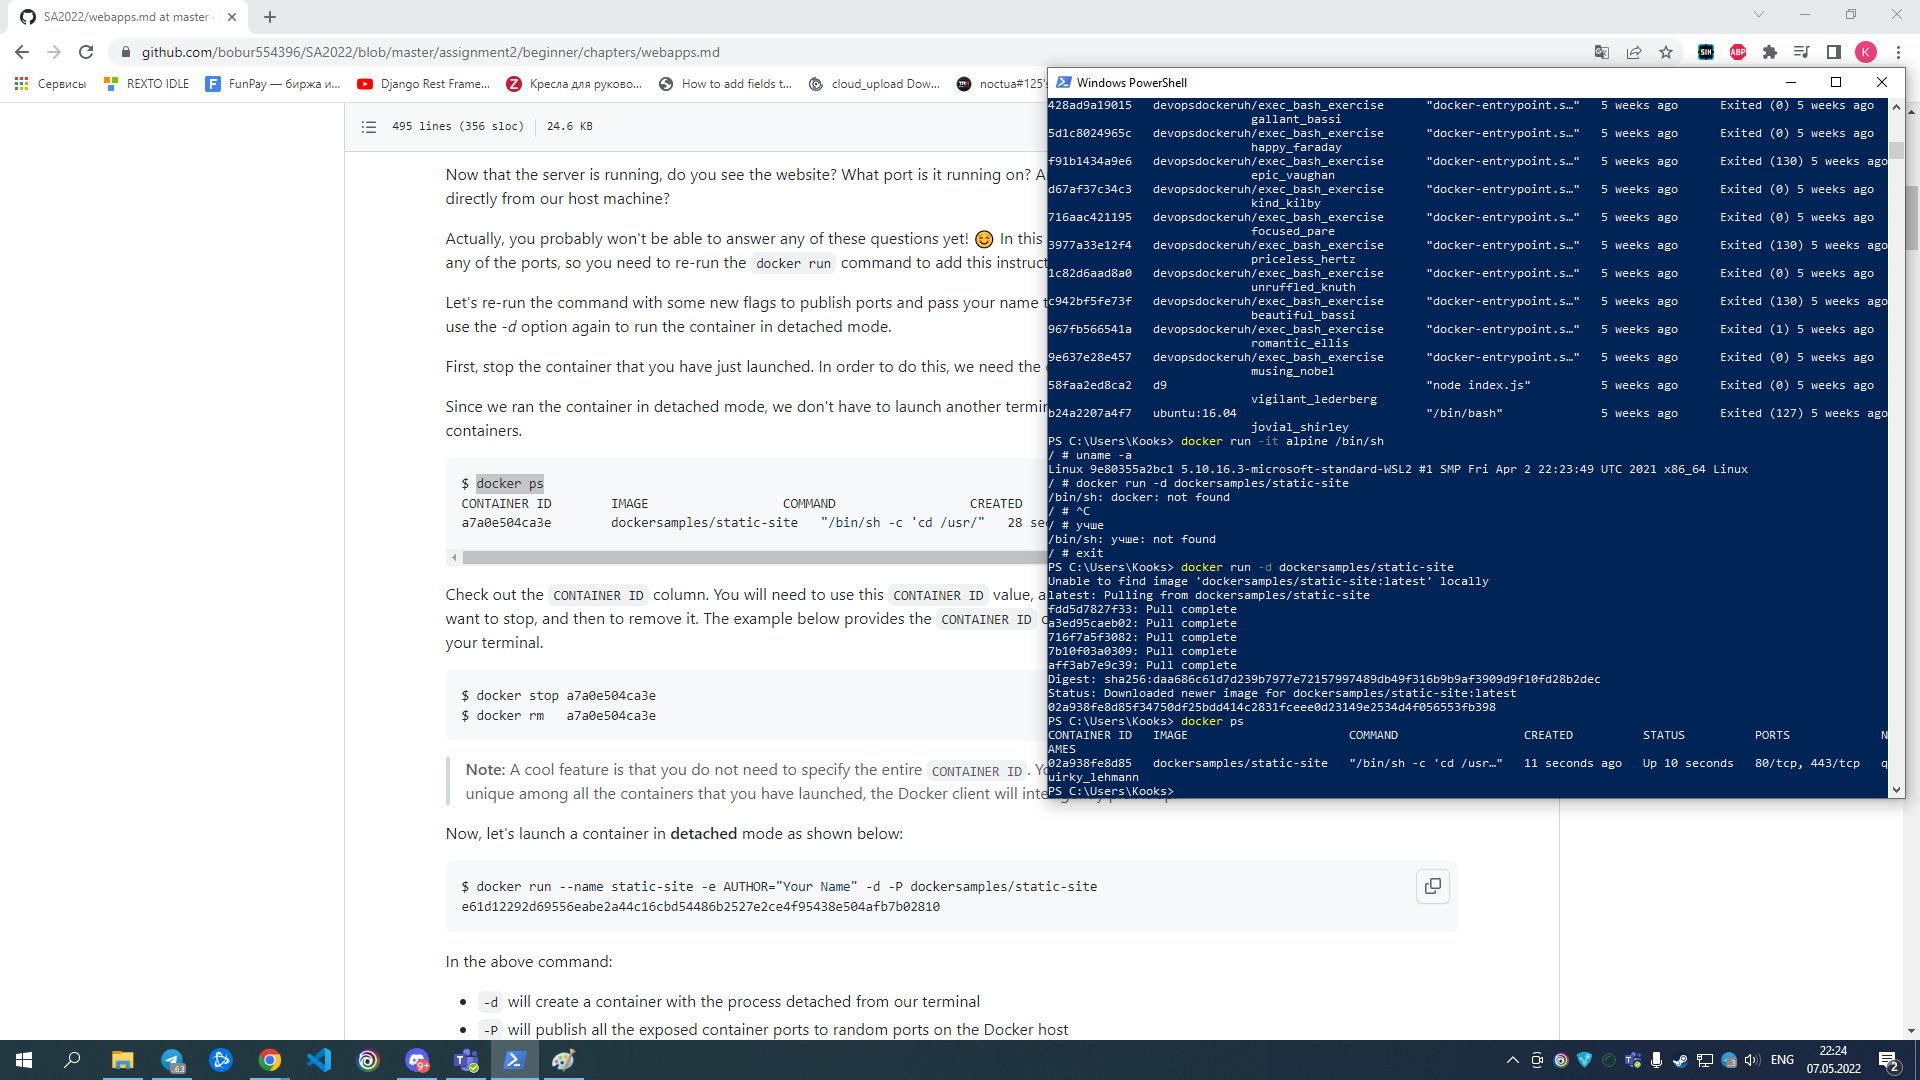 SA2022/webapps.md at master ·
github.com/bobur554396/SA2022/blob/master/assignment2/beginner/chapters/webapps.md
SIH
ABP
K
Сервисы
REXTO IDLE
FunPay — биржа и...
Django Rest Frame...
Кресла для руково...
How to add fields t...
cloud_upload Dow...
noctua#125's
495 lines (356 sloc)
24.6 KB
Now that the server is running, do you see the website? What port is it running on? A
directly from our host machine?
Actually, you probably won't be able to answer any of these questions yet! 😊 In this
any of the ports, so you need to re-run the docker run command to add this instruct
Let's re-run the command with some new flags to publish ports and pass your name t
use the -d option again to run the container in detached mode.
First, stop the container that you have just launched. In order to do this, we need the
Since we ran the container in detached mode, we don't have to launch another termin
containers.
$ docker ps
CONTAINER ID IMAGE COMMAND CREATED
a7a0e504ca3e dockersamples/static-site "/bin/sh -c 'cd /usr/" 28 sec
Check out the CONTAINER ID column. You will need to use this CONTAINER ID value, a
want to stop, and then to remove it. The example below provides the CONTAINER ID
your terminal.
$ docker stop a7a0e504ca3e
$ docker rm a7a0e504ca3e
Note: A cool feature is that you do not need to specify the entire CONTAINER ID. Yo
unique among all the containers that you have launched, the Docker client will
Now, let's launch a container in detached mode as shown below:
$ docker run --name static-site -e AUTHOR="Your Name" -d -P dockersamples/static-site
e61d12292d69556eabe2a44c16cbd54486b2527e2ce4f95438e504afb7b02810
In the above command:
-d will create a container with the process detached from our terminal
-P will publish all the exposed container ports to random ports on the Docker host
Windows PowerShell
428ad9a19015 devopsdockeruh/exec_bash_exercise "docker-entrypoint.s…" 5 weeks ago Exited (0) 5 weeks ago
gallant_bassi
5d1c8024965c devopsdockeruh/exec_bash_exercise "docker-entrypoint.s…" 5 weeks ago Exited (0) 5 weeks ago
happy_faraday
f91b1434a9e6 devopsdockeruh/exec_bash_exercise "docker-entrypoint.s…" 5 weeks ago Exited (130) 5 weeks ago
epic_vaughan
d67af37c34c3 devopsdockeruh/exec_bash_exercise "docker-entrypoint.s…" 5 weeks ago Exited (0) 5 weeks ago
kind_kilby
716aac421195 devopsdockeruh/exec_bash_exercise "docker-entrypoint.s…" 5 weeks ago Exited (0) 5 weeks ago
focused_pare
3977a33e12f4 devopsdockeruh/exec_bash_exercise "docker-entrypoint.s…" 5 weeks ago Exited (130) 5 weeks ago
priceless_hertz
1c82d6aad8a0 devopsdockeruh/exec_bash_exercise "docker-entrypoint.s…" 5 weeks ago Exited (0) 5 weeks ago
unruffled_knuth
c942bf5fe73f devopsdockeruh/exec_bash_exercise "docker-entrypoint.s…" 5 weeks ago Exited (130) 5 weeks ago
beautiful_bassi
967fb566541a devopsdockeruh/exec_bash_exercise "docker-entrypoint.s…" 5 weeks ago Exited (1) 5 weeks ago
romantic_ellis
9e637e28e457 devopsdockeruh/exec_bash_exercise "docker-entrypoint.s…" 5 weeks ago Exited (0) 5 weeks ago
musing_nobel
58faa2ed8ca2 d9 "node index.js" 5 weeks ago Exited (0) 5 weeks ago
vigilant_lederberg
b24a2207a4f7 ubuntu:16.04 "/bin/bash" 5 weeks ago Exited (127) 5 weeks ago
jovial_shirley
PS C:\Users\Kooks> docker run -it alpine /bin/sh
/ # uname -a
Linux 9e80355a2bc1 5.10.16.3-microsoft-standard-WSL2 #1 SMP Fri Apr 2 22:23:49 UTC 2021 x86_64 Linux
/ # docker run -d dockersamples/static-site
/bin/sh: docker: not found
/ # ^C
/ # учше
/bin/sh: учше: not found
/ # exit
PS C:\Users\Kooks> docker run -d dockersamples/static-site
Unable to find image 'dockersamples/static-site:latest' locally
latest: Pulling from dockersamples/static-site
fdd5d7827f33: Pull complete
a3ed95caeb02: Pull complete
716f7a5f3082: Pull complete
7b10f03a0309: Pull complete
aff3ab7e9c39: Pull complete
Digest: sha256:daa686c61d7d239b7977e72157997489db49f316b9b9af3909d9f10fd28b2dec
Status: Downloaded newer image for dockersamples/static-site:latest
02a938fe8d85f34750df25bdd414c2831fceee0d23149e2534d4f056553fb398
PS C:\Users\Kooks> docker ps
CONTAINER ID IMAGE COMMAND CREATED STATUS PORTS N
AMES
02a938fe8d85 dockersamples/static-site "/bin/sh -c 'cd /usr…" 11 seconds ago Up 10 seconds 80/tcp, 443/tcp q
uirky_lehmann
PS C:\Users\Kooks>
.63
9+
ENG
22:24
07.05.2022
2